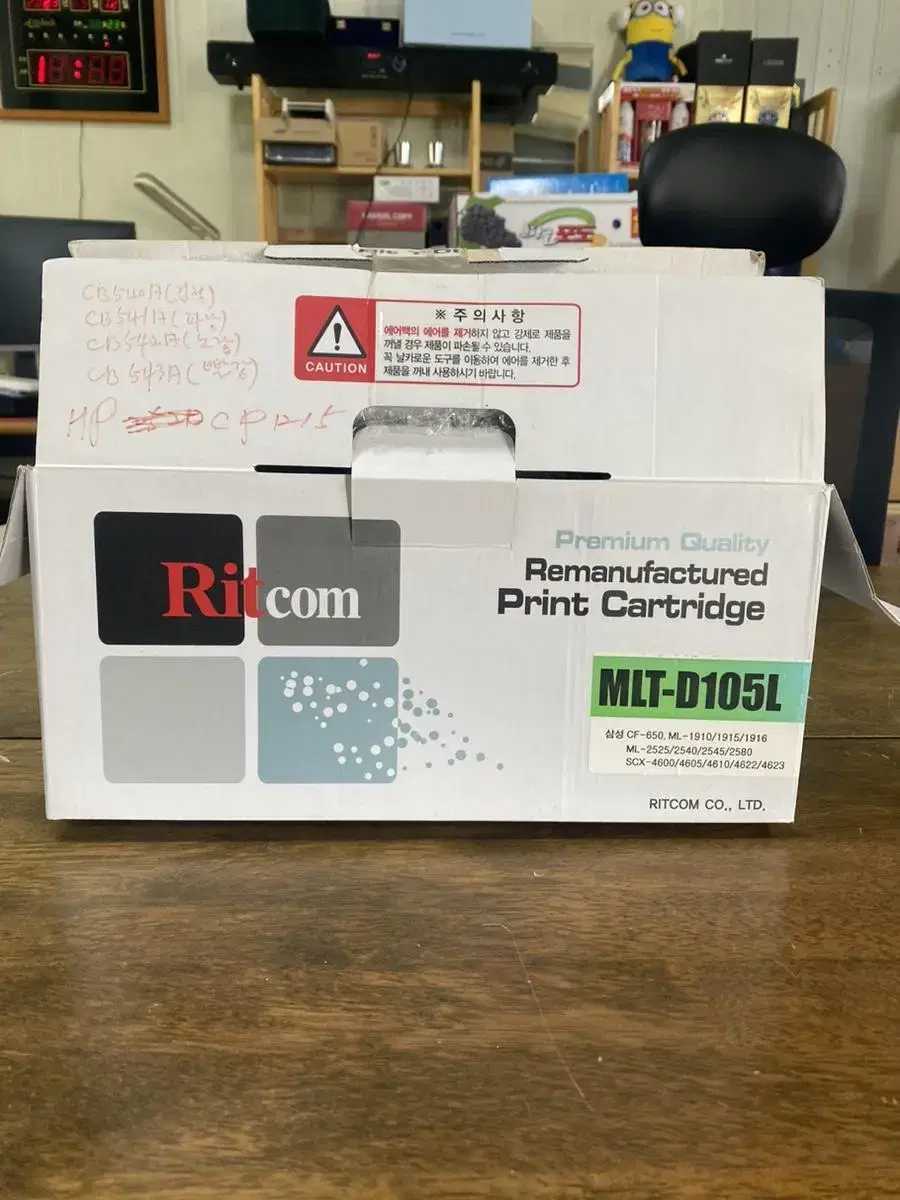 CB540A (검정)
CB541A (파랑)
CB542A (노랑)
CB543A (빨강)
HP CP1215
CAUTION
※ 주 의 사 항
에어백의 에어를 제거하지 않고 강제로 제품을
꺼낼 경우 제품이 파손될 수 있습니다.
꼭 날카로운 도구를 이동하여 에어를 제거한 후
제품을 꺼내 사용하시기 바랍니다.
Ritcom
Premium Quality
Remanufactured
Print Cartridge
MLT-D105L
삼성 CF-650, ML-1910/1915/1916
ML-2525/2540/2545/2580
SCX-4600/4605/4610/4622/4623
RITCOM CO., LTD.
포도